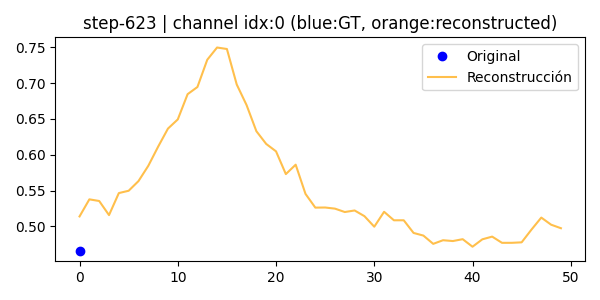 step-623 | channel idx:0 (blue:GT, orange:reconstructed)
Original
Reconstrucción
0.75
0.70
0.65
0.60
0.55
0.50
0 10 20 30 40 50